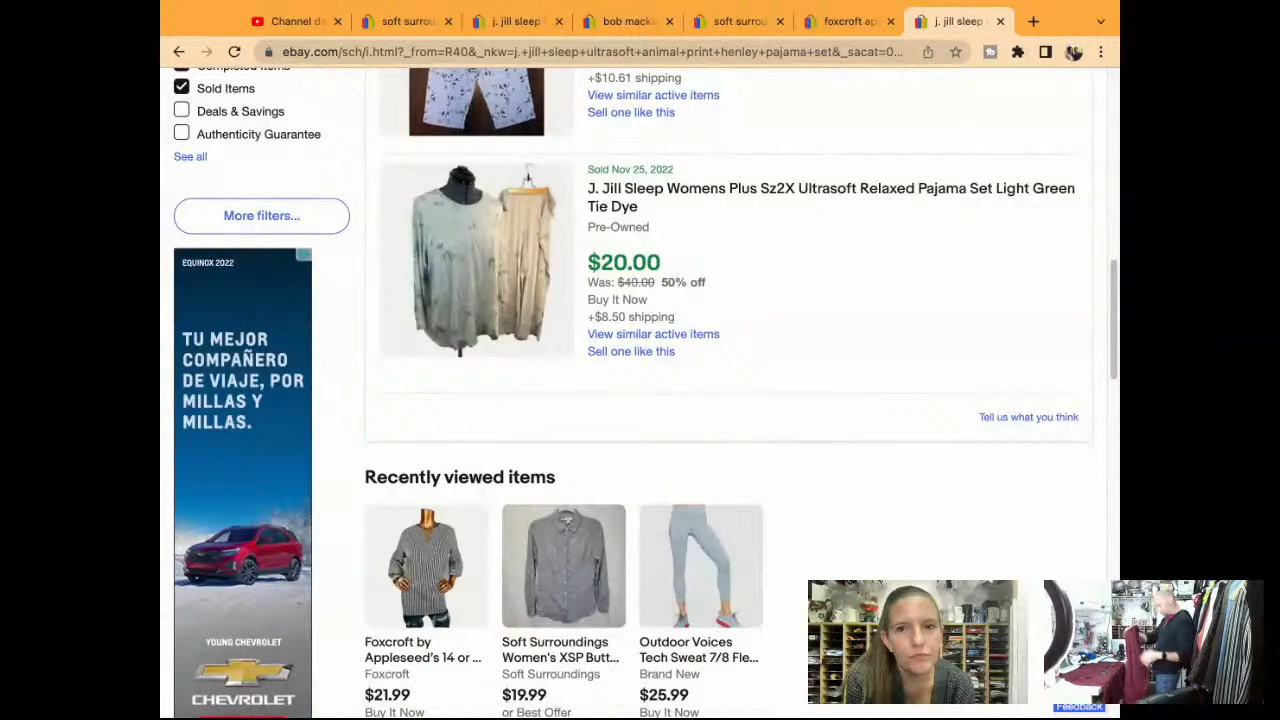 Channel da
soft surrou
j. jill sleep
bob macki
soft surrou
foxcroft ap
j. jill sleep
ebay.com/sch/i.html?_from=R40&_nkw=j.+jill+sleep+ultrasoft+animal+print+henley+pajama+set&_sacat=0...
Completed Items
Sold Items
Deals & Savings
Authenticity Guarantee
See all
More filters...
EQUINOX 2022
TU MEJOR
COMPAÑERO
DE VIAJE, POR
MILLAS Y
MILLAS.
YOUNG CHEVROLET
CHEVROLET
+$10.61 shipping
View similar active items
Sell one like this
Sold Nov 25, 2022
J. Jill Sleep Womens Plus Sz2X Ultrasoft Relaxed Pajama Set Light Green
Tie Dye
Pre-Owned
$20.00
Was: $40.00 50% off
Buy It Now
+$8.50 shipping
View similar active items
Sell one like this
Tell us what you think
Recently viewed items
Foxcroft by
Appleseed's 14 or ...
Foxcroft
$21.99
Buy It Now
Soft Surroundings
Women's XSP Butt...
Soft Surroundings
$19.99
or Best Offer
Outdoor Voices
Tech Sweat 7/8 Fle...
Brand New
$25.99
Buy It Now
Feedback